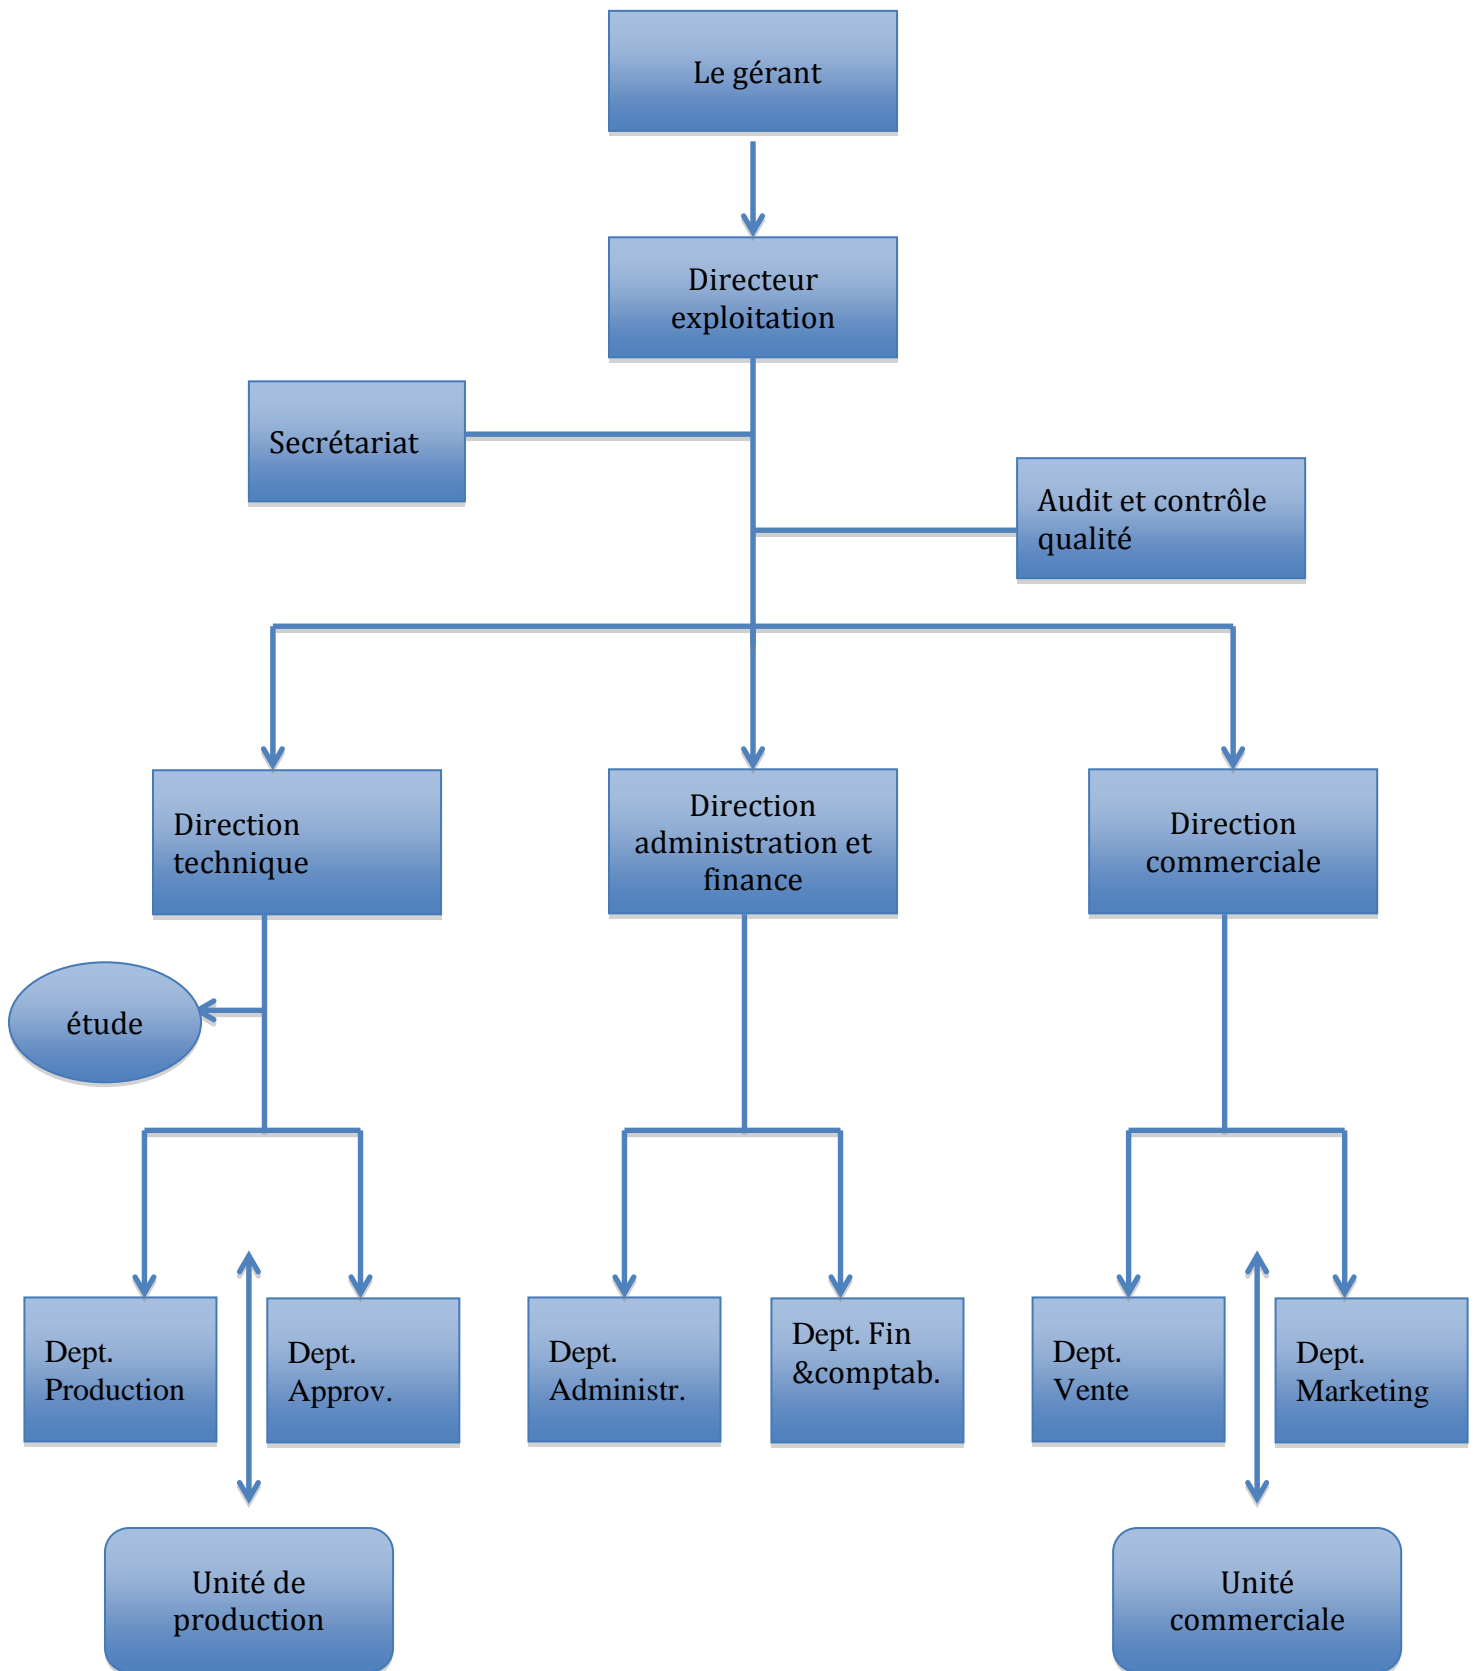 Le gérant
Directeur
exploitation
Secrétariat
Audit et contrôle
qualité
Direction
technique
Direction
administration et
finance
Direction
commerciale
étude
Dept.
Production
Dept.
Approv.
Dept.
Administr.
Dept. Fin
&comptab.
Dept.
Vente
Dept.
Marketing
Unité de
production
Unité
commerciale